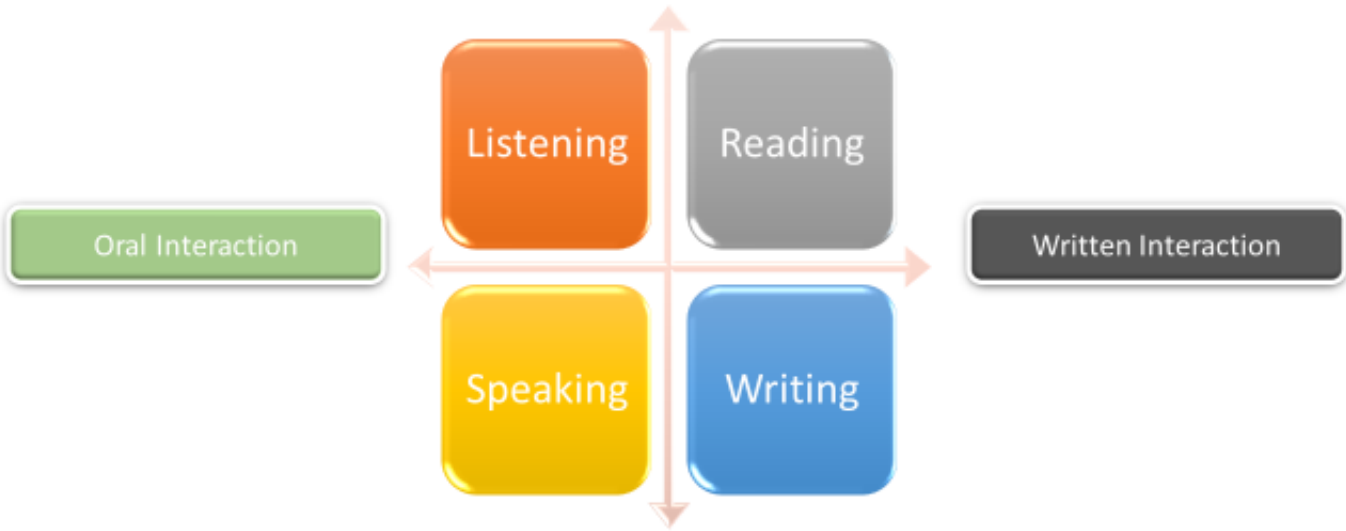 Listening
Reading
Oral Interaction
Written Interaction
Speaking
Writing